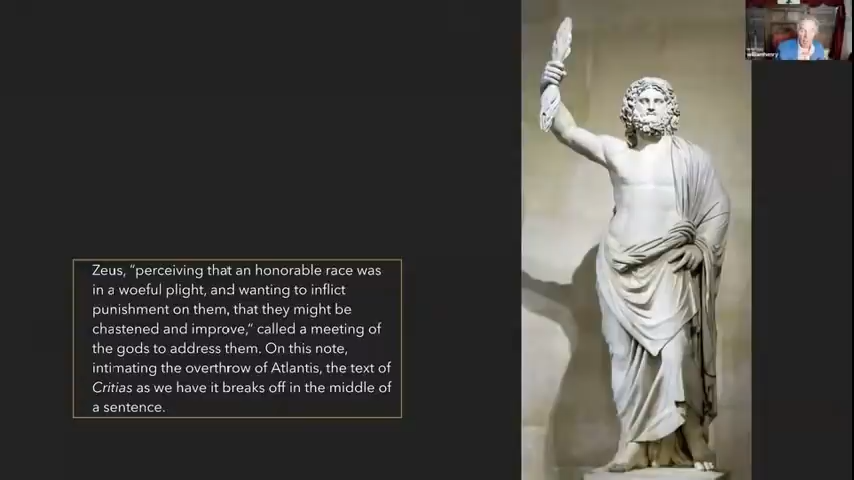 Zeus, “perceiving that an honorable race was
in a woeful plight, and wanting to inflict
punishment on them, that they might be
chastened and improve,” called a meeting of
the gods to address them. On this note,
intimating the overthrow of Atlantis, the text of
Critias as we have it breaks off in the middle of
a sentence.
williamhenry